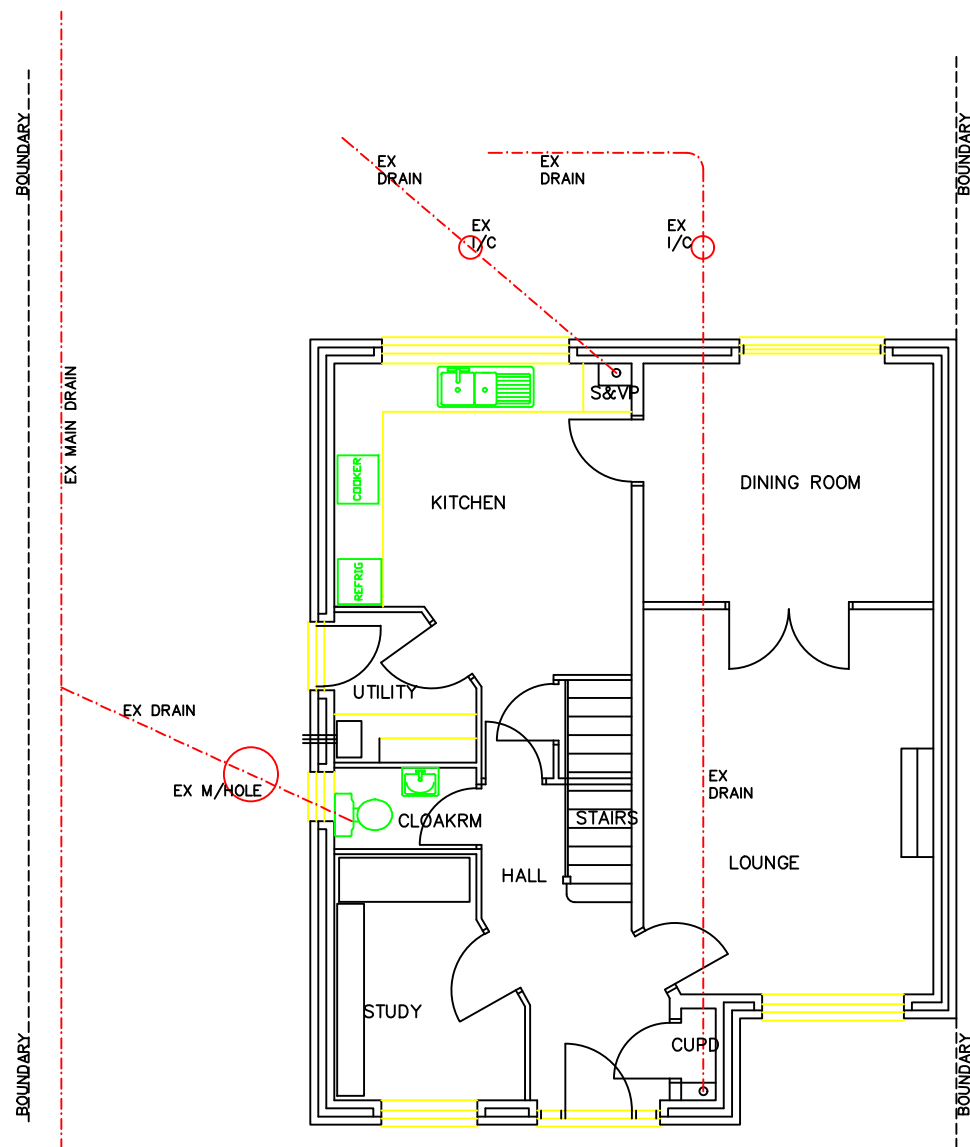 BOUNDARY
BOUNDARY
EX
DRAIN
EX
DRAIN
EX
I/C
EX
I/C
EX MAIN DRAIN
S&VP
COOKER
KITCHEN
DINING ROOM
REFRIG
UTILITY
EX DRAIN
EX M/HOLE
EX
DRAIN
CLOAKRM
STAIRS
HALL
LOUNGE
STUDY
CUPD
BOUNDARY
BOUNDARY